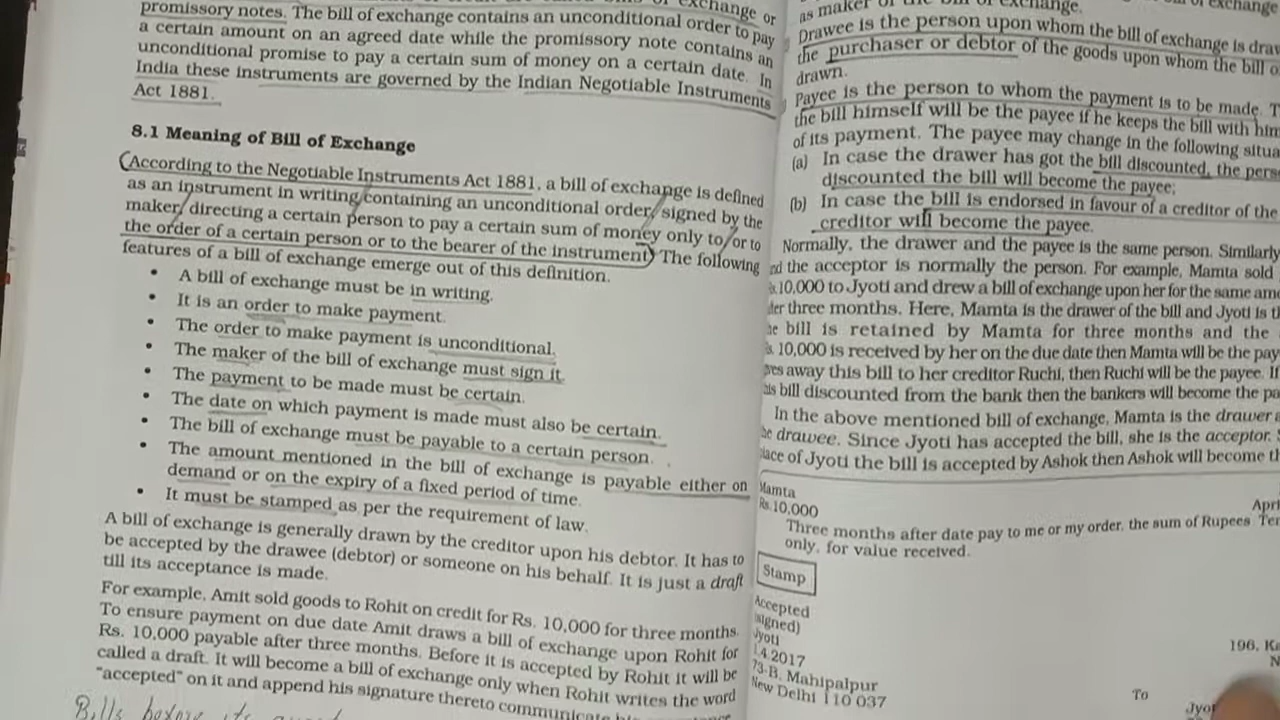 exchange or
promissory notes. The bill of exchange contains an unconditional order to pay
a certain amount on an agreed date while the promissory note contains an
unconditional promise to pay a certain sum of money on a certain date. In
India these instruments are governed by the Indian Negotiable Instruments
Act 1881.
8.1 Meaning of Bill of Exchange
According to the Negotiable Instruments Act 1881, a bill of exchange is defined
as an instrument in writing containing an unconditional order, signed by the
maker, directing a certain person to pay a certain sum of money only to, or to
the order of a certain person or to the bearer of the instrument. The following
features of a bill of exchange emerge out of this definition.
• A bill of exchange must be in writing.
• It is an order to make payment.
• The order to make payment is unconditional.
• The maker of the bill of exchange must sign it.
• The payment to be made must be certain.
• The date on which payment is made must also be certain.
• The bill of exchange must be payable to a certain person.
• The amount mentioned in the bill of exchange is payable either on
demand or on the expiry of a fixed period of time.
• It must be stamped as per the requirement of law.
A bill of exchange is generally drawn by the creditor upon his debtor. It has to
be accepted by the drawee (debtor) or someone on his behalf. It is just a draft
till its acceptance is made.
For example, Amit sold goods to Rohit on credit for Rs. 10,000 for three months.
To ensure payment on due date Amit draws a bill of exchange upon Rohit for
Rs. 10,000 payable after three months. Before it is accepted by Rohit it will be
called a draft. It will become a bill of exchange only when Rohit writes the word
"accepted" on it and append his signature thereto communicate
Bills before its
as maker of the bill of exchange.
Drawee is the person upon whom the bill of exchange is
the purchaser or debtor of the goods upon whom the bill
drawn.
Payee is the person to whom the payment is to be made.
the bill himself will be the payee if he keeps the bill with
of its payment. The payee may change in the following
(a) In case the drawer has got the bill discounted, the
discounted the bill will become the payee;
(b) In case the bill is endorsed in favour of a creditor of the
creditor will become the payee.
Normally, the drawer and the payee is the same person. Similarly
the acceptor is normally the person. For example, Mamta sold
10,000 to Jyoti and drew a bill of exchange upon her for the same
three months. Here, Mamta is the drawer of the bill and Jyoti is
bill is retained by Mamta for three months and the
10,000 is received by her on the due date then Mamta will be the
away this bill to her creditor Ruchi, then Ruchi will be the payee. If
bill discounted from the bank then the bankers will become the
In the above mentioned bill of exchange, Mamta is the drawer
drawee. Since Jyoti has accepted the bill, she is the acceptor.
of Jyoti the bill is accepted by Ashok then Ashok will become
Mamta
Rs.10,000
Three months after date pay to me or my order, the sum of Rupees
only, for value received.
Stamp
Accepted
(signed)
Jyoti
1.4.2017
73-B, Mahipalpur
New Delhi 110 037
196,
To